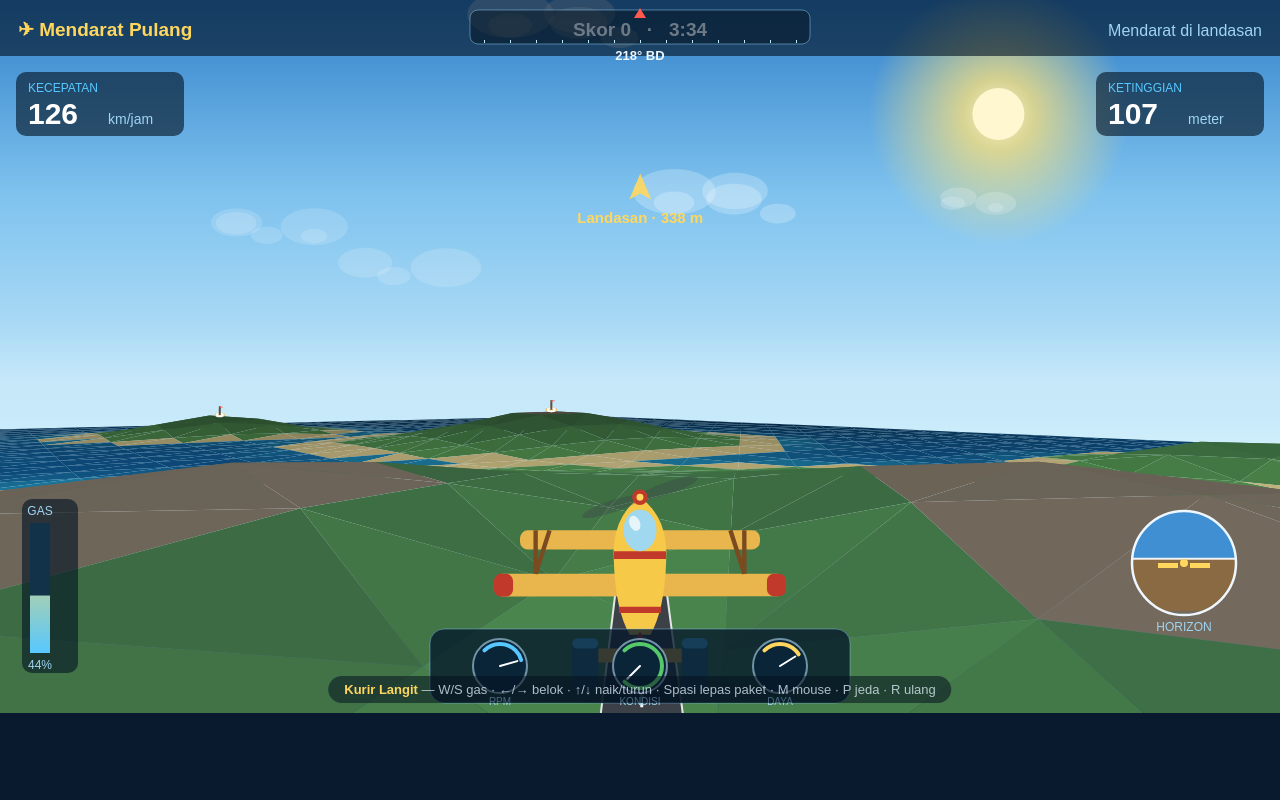 ✈ Mendarat Pulang
Skor 0 · 3:34
Mendarat di landasan
218° BD
KECEPATAN
126 km/jam
KETINGGIAN
107 meter
Landasan · 338 m
GAS
44%
HORIZON
Kurir Langit — W/S gas · ←/→ belok · ↑/↓ naik/turun · Spasi lepas paket · M mouse · P jeda · R ulang
RPM
KONDISI
DAYA